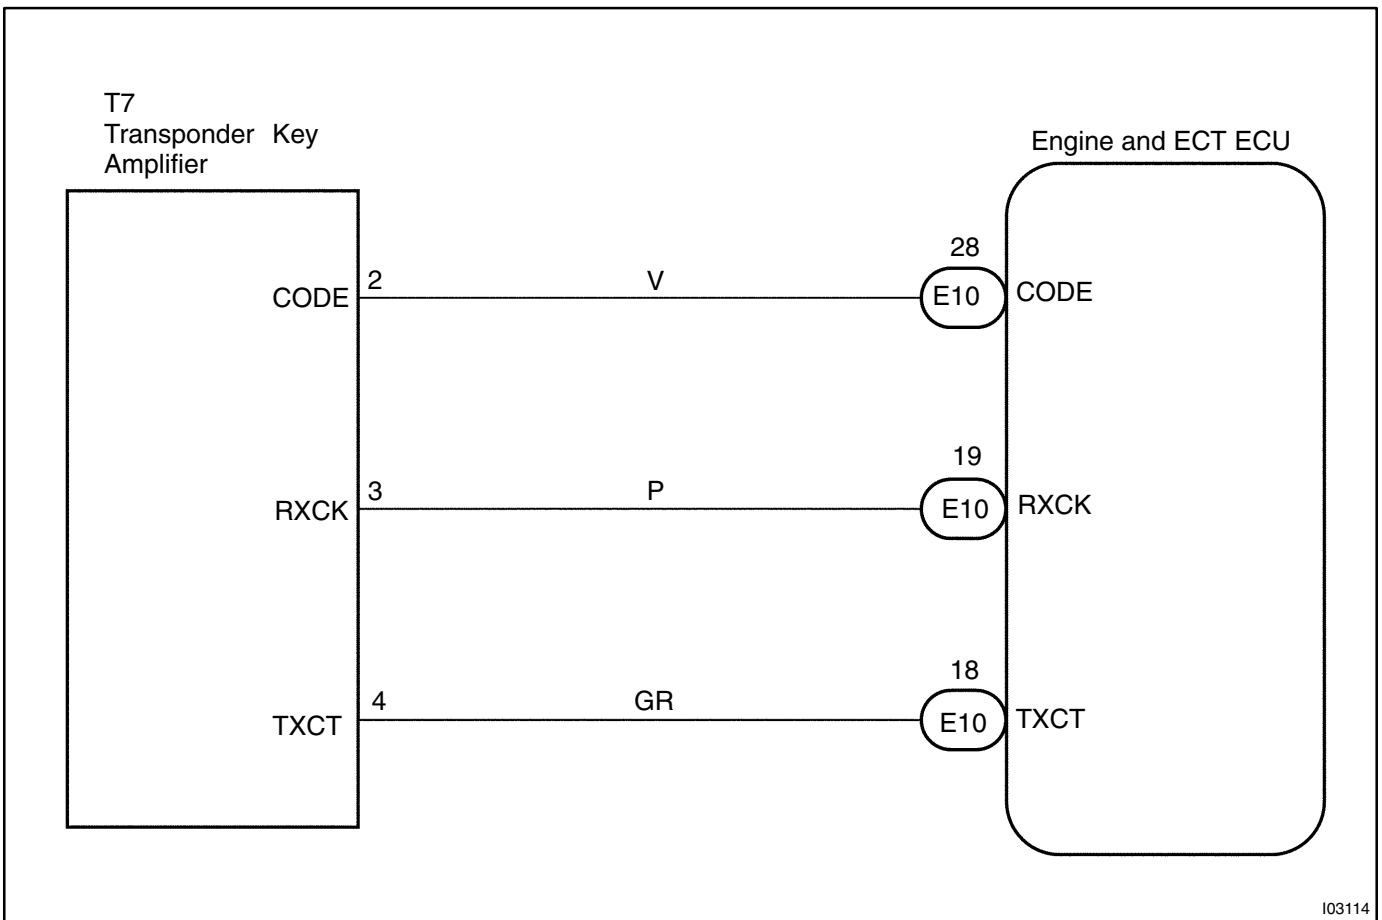 T7
Transponder Key
Amplifier
Engine and ECT ECU
28
CODE 2 V E10 CODE
19
RXCK 3 P E10 RXCK
18
TXCT 4 GR E10 TXCT
I03114